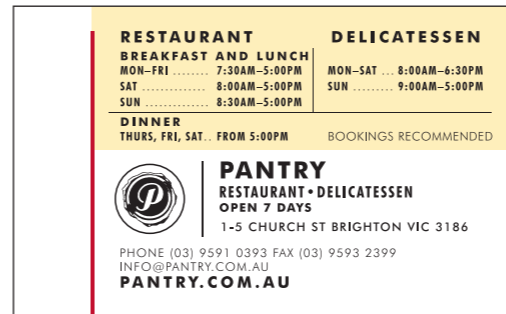 RESTAURANT
BREAKFAST AND LUNCH
MON–FRI ........ 7:30AM–5:00PM
SAT ............. 8:00AM–5:00PM
SUN ............. 8:30AM–5:00PM
DELICATESSEN
MON–SAT ... 8:00AM–6:30PM
SUN ......... 9:00AM–5:00PM
DINNER
THURS, FRI, SAT.. FROM 5:00PM
BOOKINGS RECOMMENDED
P
PANTRY
RESTAURANT • DELICATESSEN
OPEN 7 DAYS
1-5 CHURCH ST BRIGHTON VIC 3186
PHONE (03) 9591 0393 FAX (03) 9593 2399
INFO@PANTRY.COM.AU
PANTRY.COM.AU